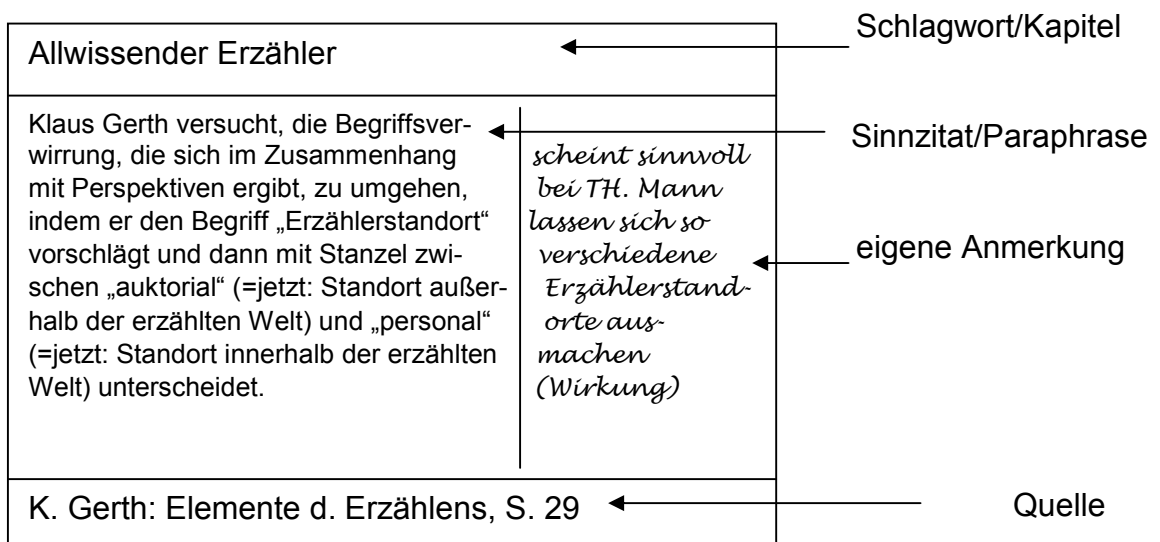 Allwissender Erzähler
Schlagwort/Kapitel
Klaus Gerth versucht, die Begriffsver-
wirrung, die sich im Zusammenhang
mit Perspektiven ergibt, zu umgehen,
indem er den Begriff „Erzählerstandort“
vorschlägt und dann mit Stanzel zwi-
schen „auktorial“ (=jetzt: Standort außer-
halb der erzählten Welt) und „personal“
(=jetzt: Standort innerhalb der erzählten
Welt) unterscheidet.
Sinnzitat/Paraphrase
scheint sinnvoll
bei TH. Mann
lassen sich so
verschiedene
Erzählerstand-
orte aus-
machen
(Wirkung)
eigene Anmerkung
K. Gerth: Elemente d. Erzählens, S. 29
Quelle